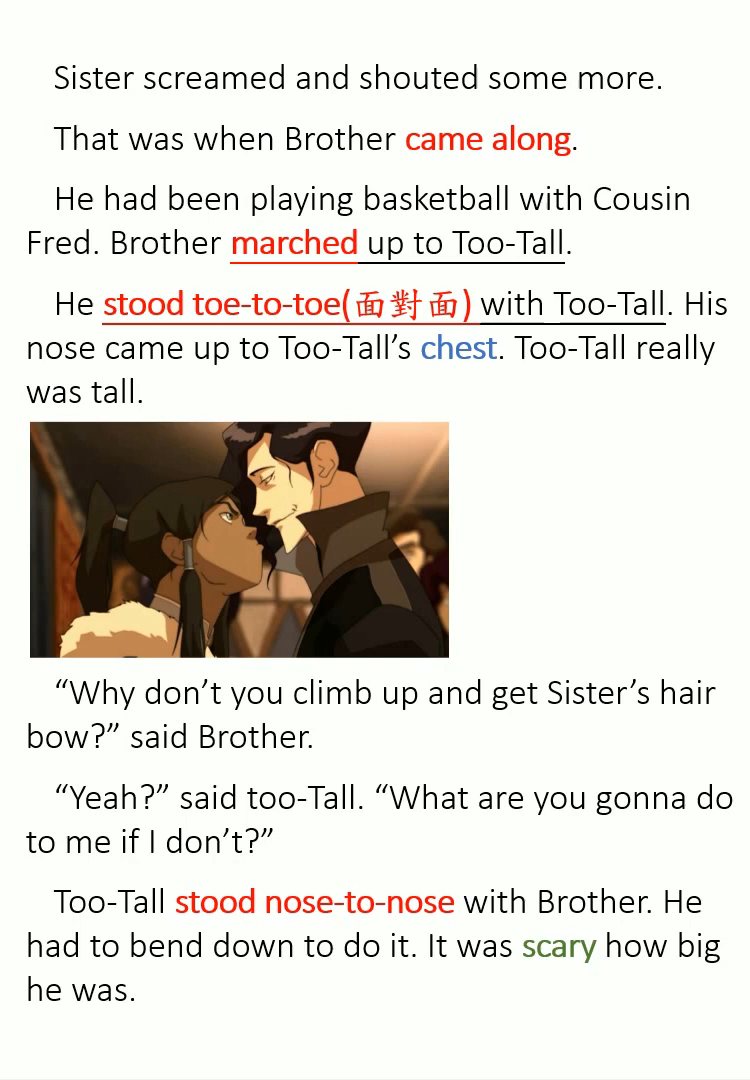 Sister screamed and shouted some more.
That was when Brother came along.
He had been playing basketball with Cousin
Fred. Brother marched up to Too-Tall.
He stood toe-to-toe(面對面) with Too-Tall. His
nose came up to Too-Tall’s chest. Too-Tall really
was tall.
“Why don’t you climb up and get Sister’s hair
bow?” said Brother.
“Yeah?” said too-Tall. “What are you gonna do
to me if I don’t?”
Too-Tall stood nose-to-nose with Brother. He
had to bend down to do it. It was scary how big
he was.